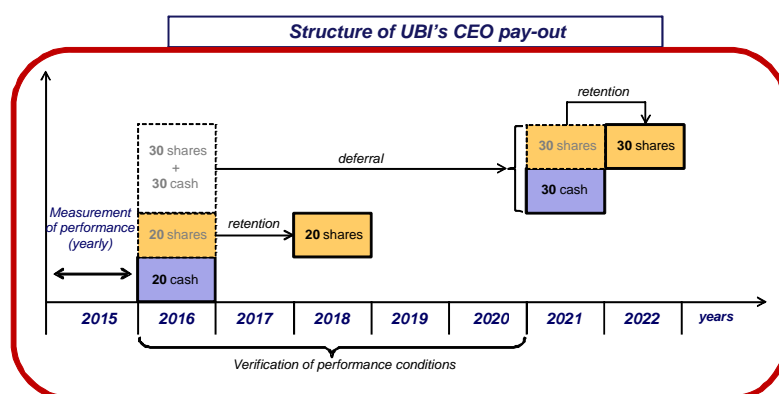 Structure of UBI's CEO pay-out
retention
30 shares
+
30 cash
deferral
30 shares
30 shares
30 cash
Measurement
of performance
(yearly)
20 shares
retention
20 shares
20 cash
2015 2016 2017 2018 2019 2020 2021 2022 years
Verification of performance conditions